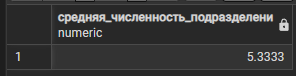 средняя_численность_подразделени
numeric
1
5.3333